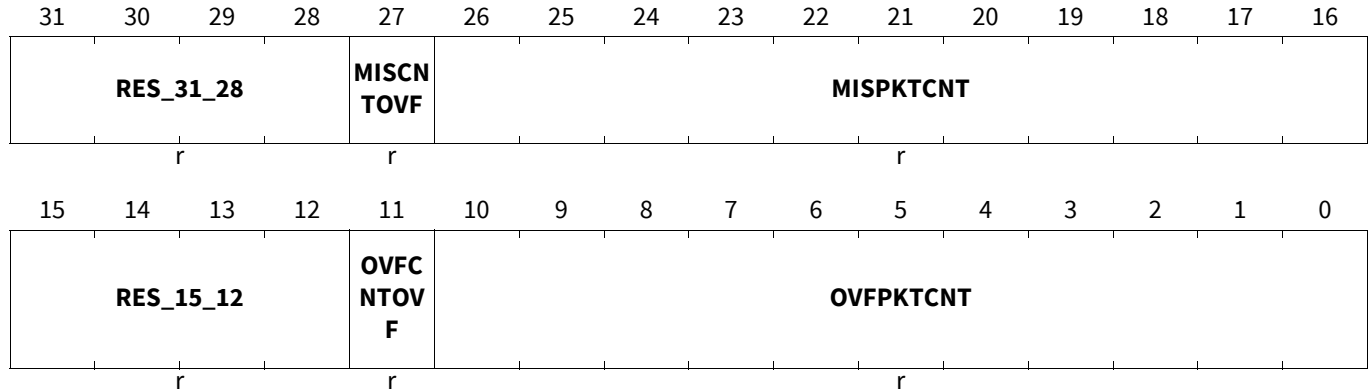 31 30 29 28 27 26 25 24 23 22 21 20 19 18 17 16
RES_31_28 MISCN MISPKTCNT
TOVF
r r r
15 14 13 12 11 10 9 8 7 6 5 4 3 2 1 0
OVFC
RES_15_12 NTOV OVFPKTCNT
F
r r r